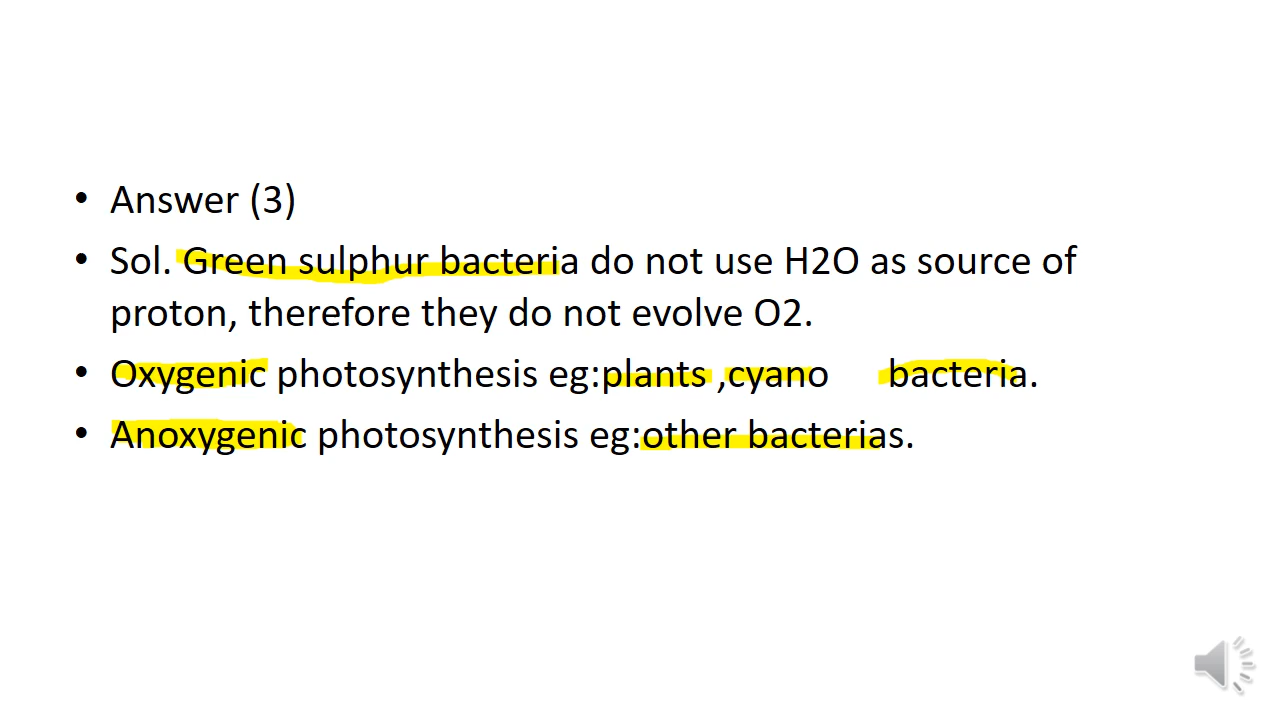 • Answer (3)
• Sol. Green sulphur bacteria do not use H2O as source of
proton, therefore they do not evolve O2.
• Oxygenic photosynthesis eg:plants ,cyano bacteria.
• Anoxygenic photosynthesis eg:other bacterias.